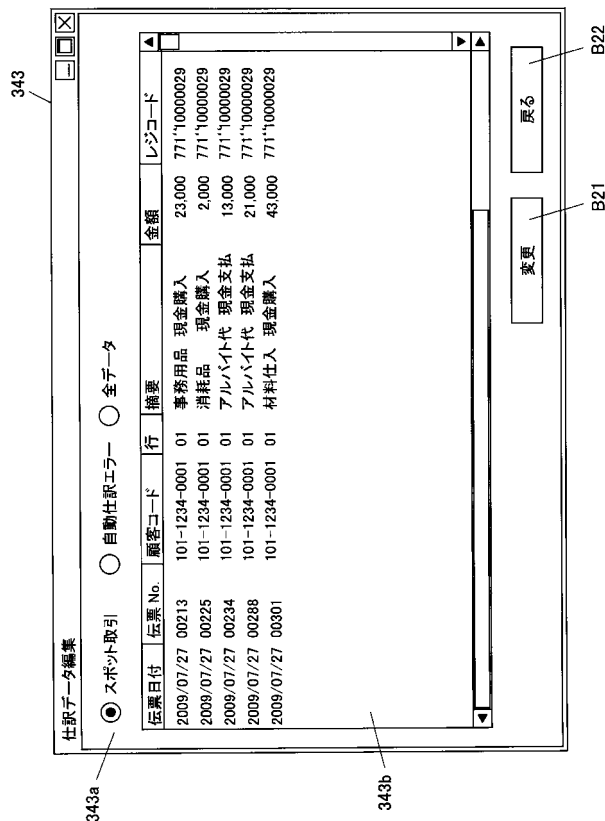 343
仕訳データ編集
343a
スポット取引 自動仕訳エラー 全データ
伝票日付 伝票 No. 顧客コード 行 摘要 金額 レジコード
2009/07/27 00213 101-1234-0001 01 事務用品 現金購入 23,000 771"10000029
2009/07/27 00225 101-1234-0001 01 消耗品 現金購入 2,000 771"10000029
2009/07/27 00234 101-1234-0001 01 アルバイト代 現金支払 13,000 771"10000029
2009/07/27 00288 101-1234-0001 01 アルバイト代 現金支払 21,000 771"10000029
2009/07/27 00301 101-1234-0001 01 材料仕入 現金購入 43,000 771"10000029
343b
変更 戻る
B21 B22